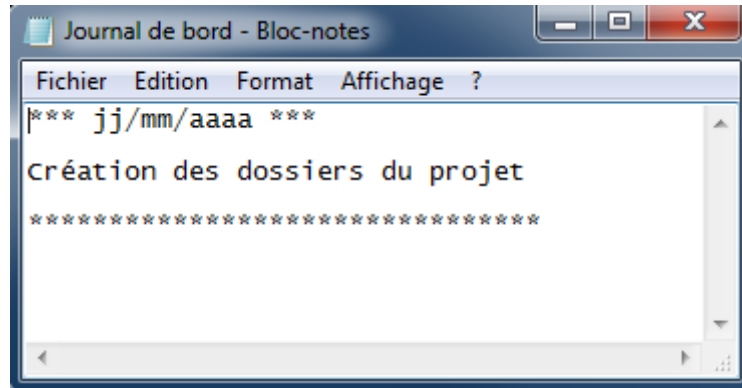 Journal de bord - Bloc-notes
Fichier Edition Format Affichage ?
*** jj/mm/aaaa ***
Création des dossiers du projet
********************************